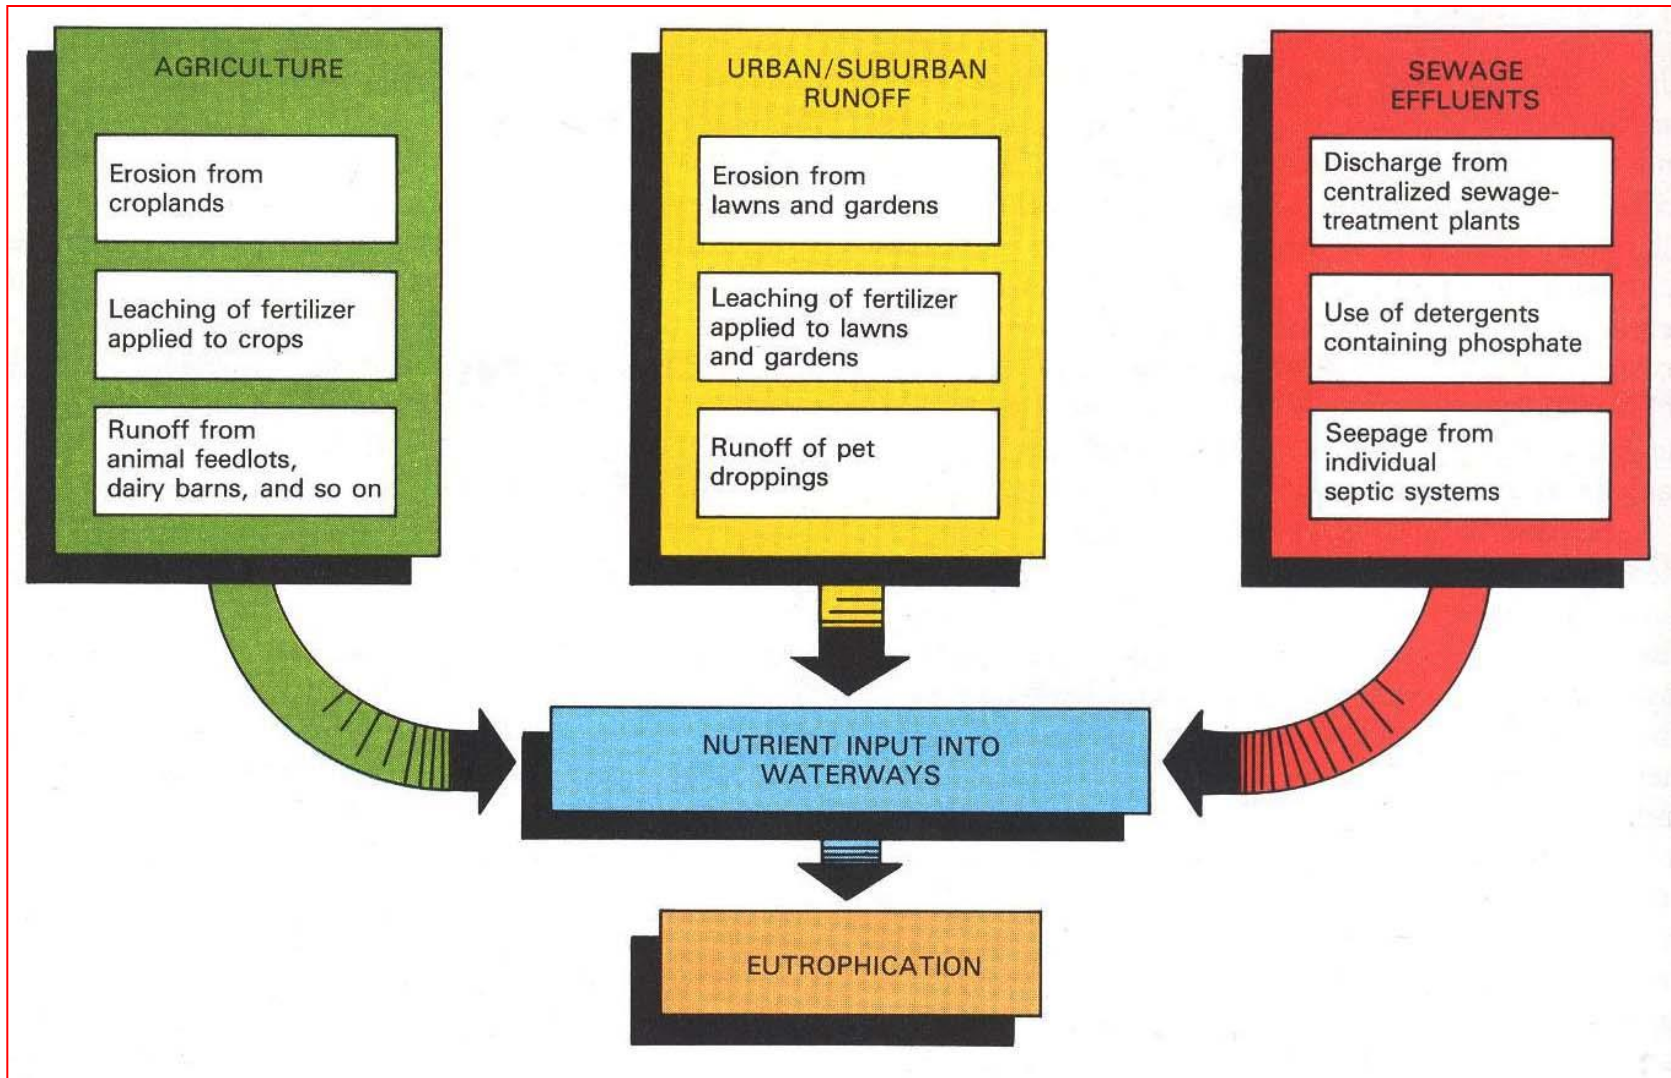 AGRICULTURE
Erosion from
croplands
Leaching of fertilizer
applied to crops
Runoff from
animal feedlots,
dairy barns, and so on
URBAN/SUBURBAN
RUNOFF
Erosion from
lawns and gardens
Leaching of fertilizer
applied to lawns
and gardens
Runoff of pet
droppings
SEWAGE
EFFLUENTS
Discharge from
centralized sewage-
treatment plants
Use of detergents
containing phosphate
Seepage from
individual
septic systems
NUTRIENT INPUT INTO
WATERWAYS
EUTROPHICATION